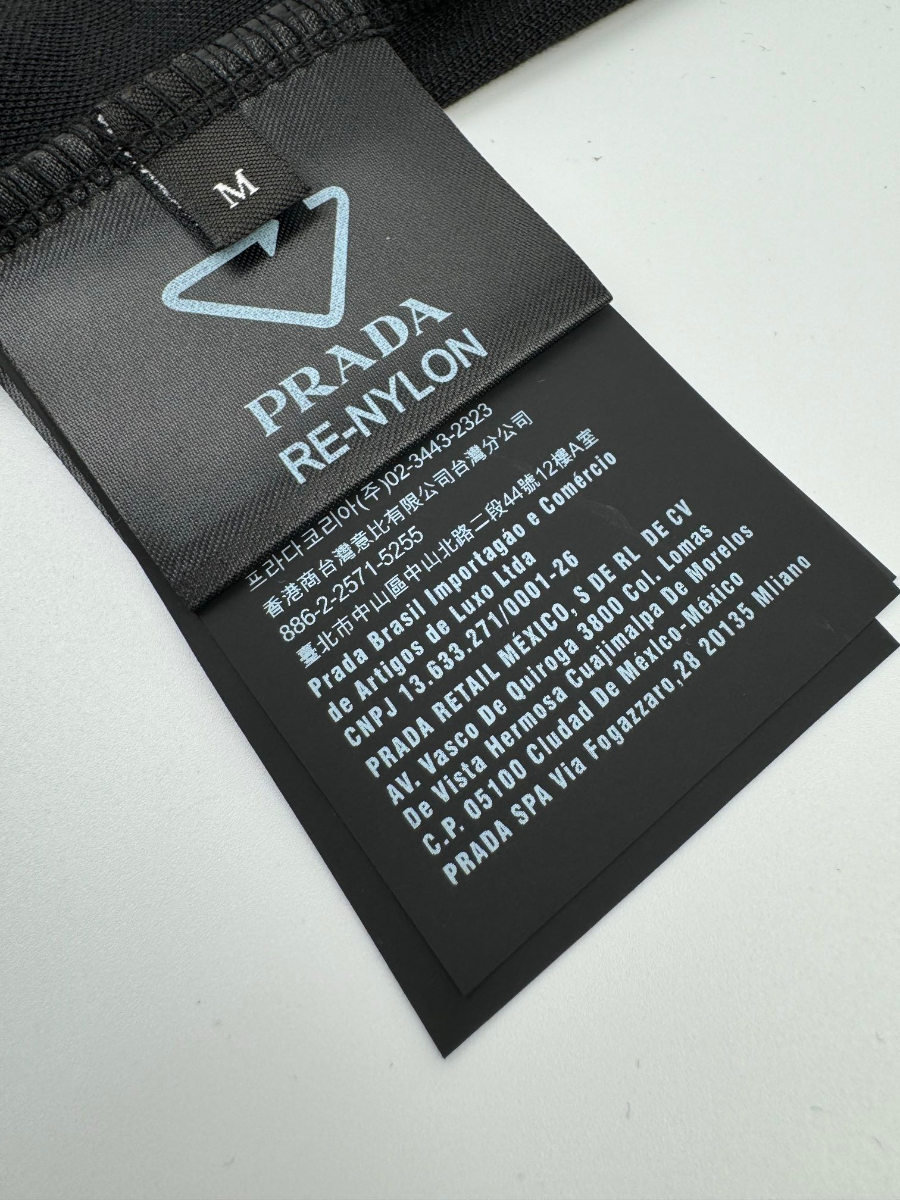 M
PRADA
RE-NYLON
프라다코리아(주)02-3443-2323
香港商台灣意比有限公司台灣分公司
886-2-2571-5255
臺北市中山區中山北路二段44號12樓A室
Prada Brasil Importagáo e Comércio
de Artigos de Luxo Ltda
CNPJ 13.633.271/0001-26
PRADA RETAIL MÉXICO, S DE RL DE CV
AV. Vasco De Quiroga 3800 Col. Lomas
De Vista Hermosa Cuajimalpa De Morelos
C.P. 05100 Ciudad De México-México
PRADA SPA Via Fogazzaro,28 20135 Mliano